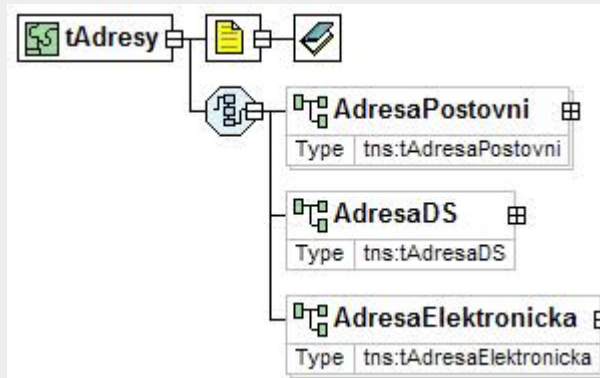 tAdresy
AdresaPostovni
Type tns:tAdresaPostovni
AdresaDS
Type tns:tAdresaDS
AdresaElektronicka
Type tns:tAdresaElektronicka